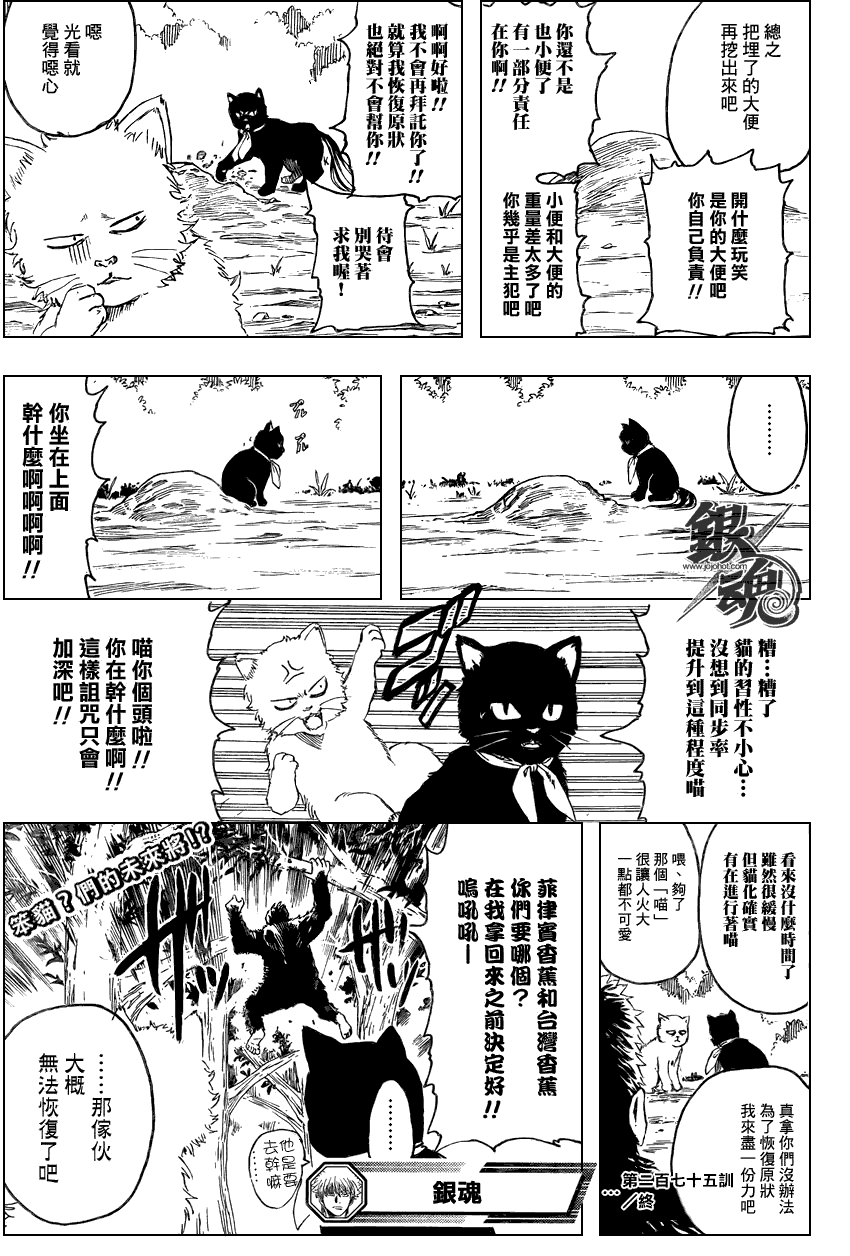 總之
把埋了的大便
再挖出來吧
開什麼玩笑
是你的大便吧
你自己負責!!
你還不是
也小便了
有一部分責任
在你啊!!
小便和大便的
重量差太多了吧
你幾乎是主犯吧
啊啊好啦!!
我不會再拜託你了!!
就算我恢復原狀
也絕對不會幫你!!
待會
別哭著
求我喔!
噁
光看就
覺得噁心
………
你坐在上面
幹什麼啊啊啊啊!!
銀魂
www.jojohot.com
糟…糟了
貓的習性不小心…
沒想到同步率
提升到這種程度喵
喵你個頭啦!!
你在幹什麼啊!!
這樣詛咒只會
加深吧!!
看來沒什麼時間了
雖然很緩慢
但貓化確實
有在進行著喵
喂、夠了
那個「喵」
很讓人火大
一點都不可愛
真拿你們沒辦法
為了恢復原狀
我來盡一份力吧
第二百七十五訓
…／終
菲律賓香蕉和台灣香蕉
你們要哪個?
在我拿回來之前決定好!!
嗚吼吼─
……
他是要
去幹嘛
……
笨貓?們的未來將!?
……那傢伙
大概
無法恢復了吧
銀魂